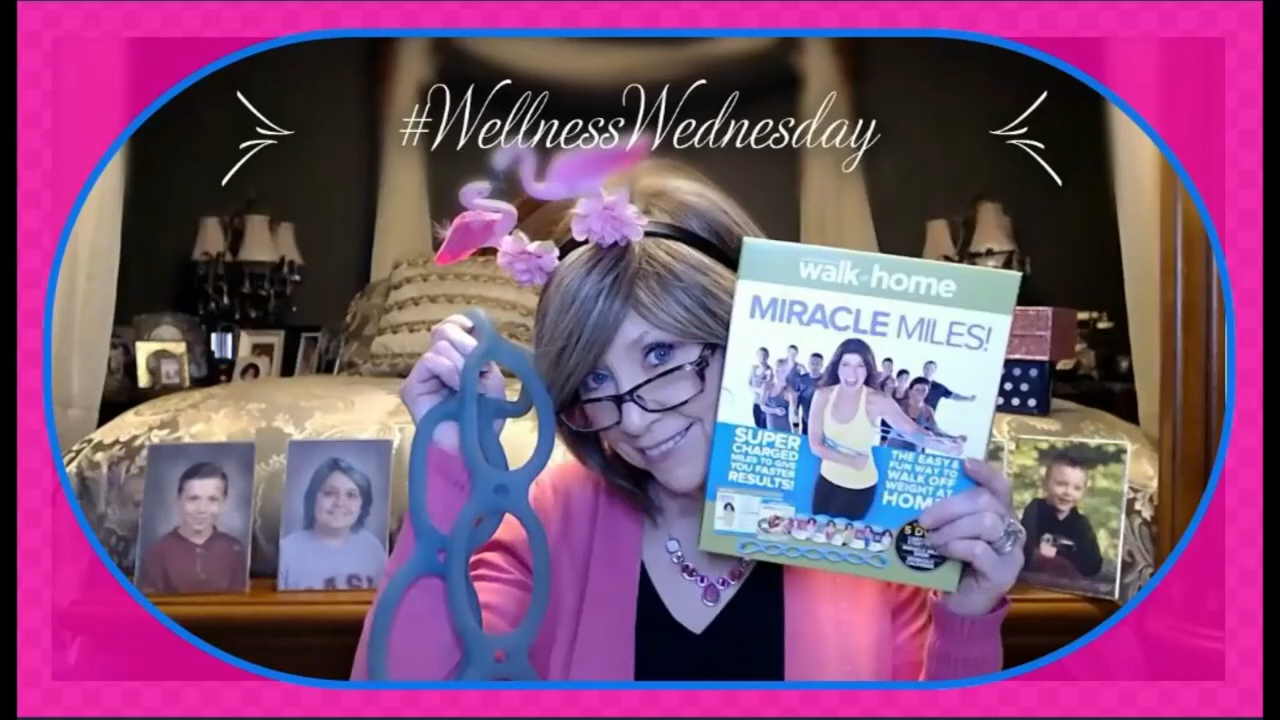 #WellnessWednesday
walk at home
MIRACLE MILES!
SUPER
CHARGED
MILES TO GIVE
YOU FASTER
RESULTS!
THE EASY &
FUN WAY TO
WALK OFF
WEIGHT AT
HOME